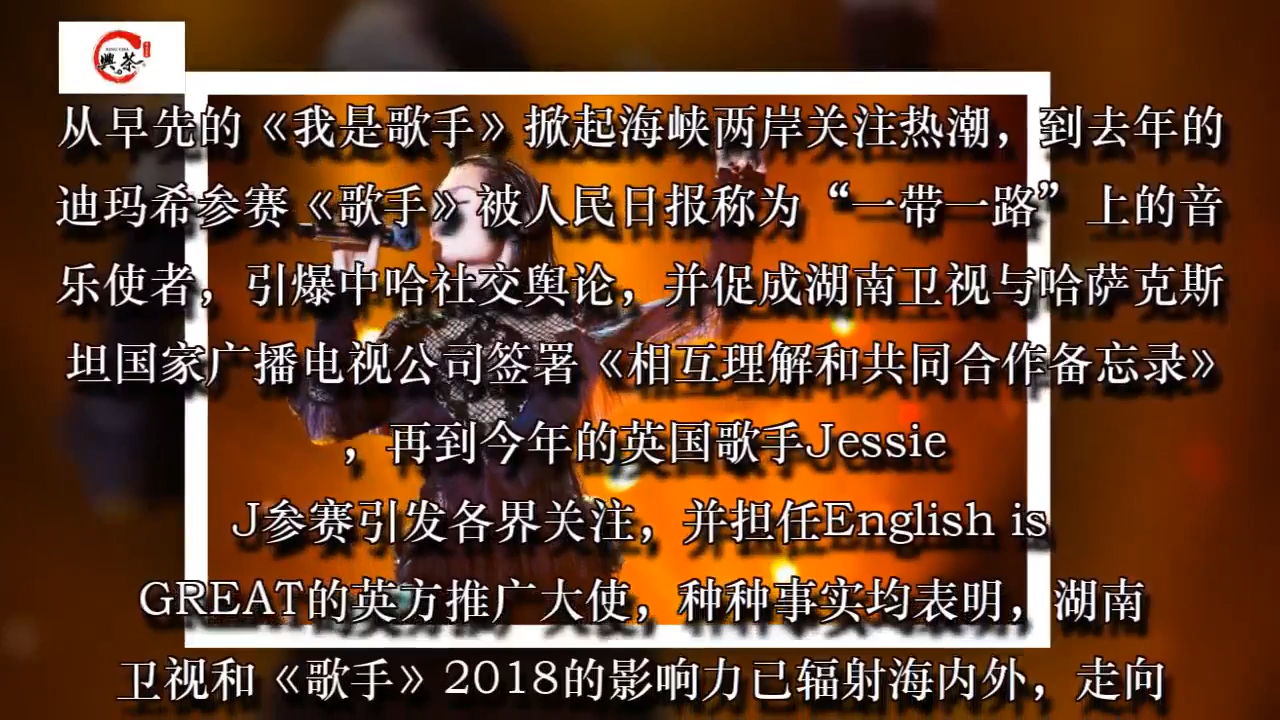 興茶
从早先的《我是歌手》掀起海峡两岸关注热潮，到去年的
迪玛希参赛《歌手》被人民日报称为“一带一路”上的音
乐使者，引爆中哈社交舆论，并促成湖南卫视与哈萨克斯
坦国家广播电视公司签署《相互理解和共同合作备忘录》
，再到今年的英国歌手Jessie
J参赛引发各界关注，并担任English is
GREAT的英方推广大使，种种事实均表明，湖南
卫视和《歌手》2018的影响力已辐射海内外，走向